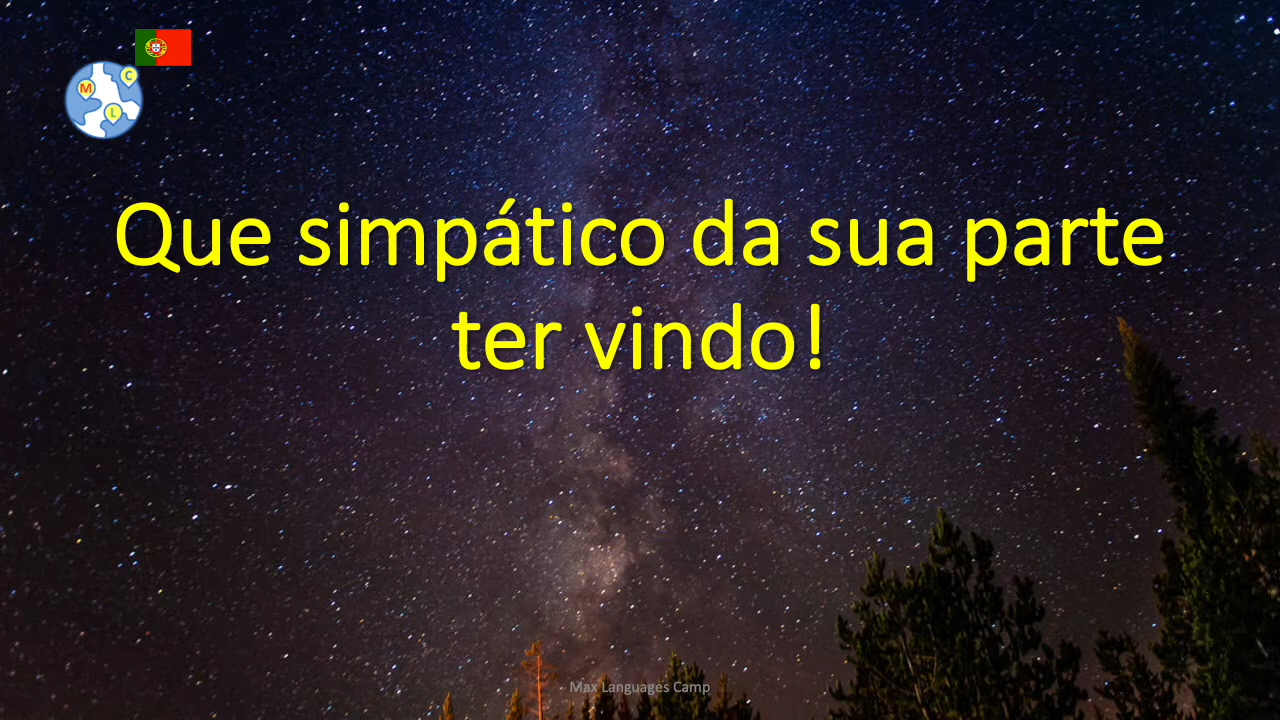 C
M
L
Que simpático da sua parte
ter vindo!
Max Languages Camp